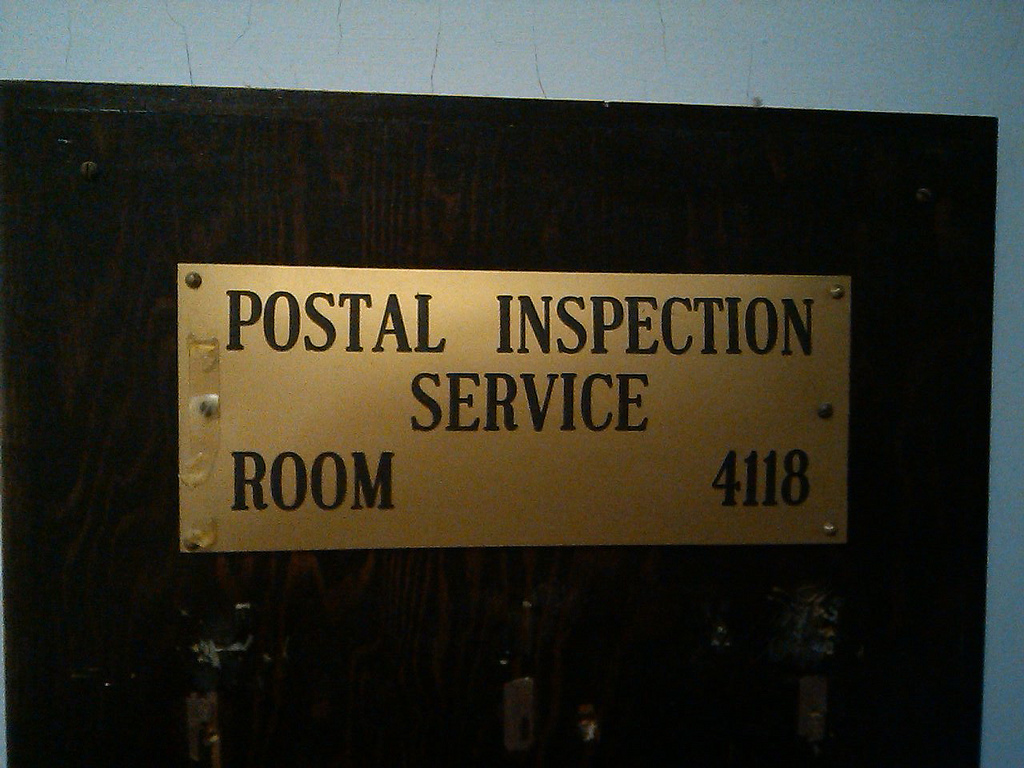 POSTAL INSPECTION
SERVICE
ROOM 4118